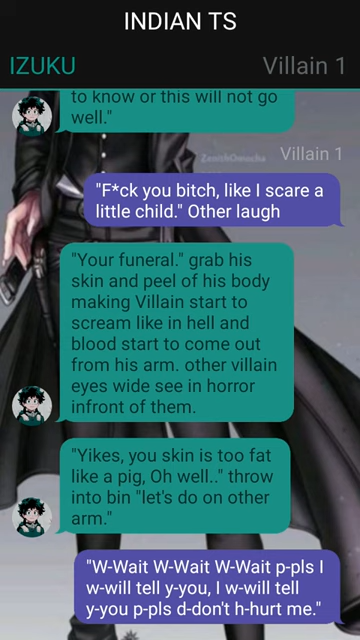 INDIAN TS
IZUKU
Villain 1
to know or this will not go
well."
ZenithOmocha
Villain 1
"F*ck you bitch, like I scare a
little child." Other laugh
"Your funeral." grab his
skin and peel of his body
making Villain start to
scream like in hell and
blood start to come out
from his arm. other villain
eyes wide see in horror
infront of them.
"Yikes, you skin is too fat
like a pig, Oh well.." throw
into bin "let's do on other
arm."
"W-Wait W-Wait W-Wait p-pls I
w-will tell y-you, I w-will tell
y-you p-pls d-don't h-hurt me."